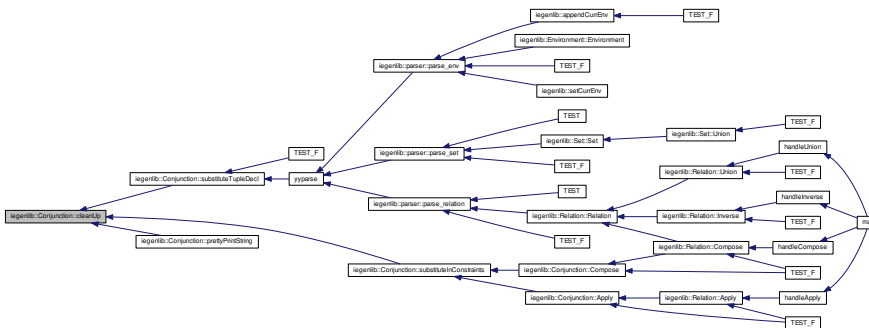 iegenlib::appendCurrEnv
TEST_F
iegenlib::Environment::Environment
iegenlib::parser::parse_env
TEST_F
iegenlib::setCurrEnv
TEST
TEST_F
iegenlib::Set::Union
iegenlib::Set::Set
handleUnion
TEST_F
iegenlib::parser::parse_set
TEST_F
iegenlib::Relation::Union
TEST_F
iegenlib::Conjunction::substituteTupleDecl
yyparse
TEST
handleInverse
iegenlib::parser::parse_relation
iegenlib::Conjunction::cleanUp
iegenlib::Relation::Relation
iegenlib::Relation::Inverse
TEST_F
ma
iegenlib::Conjunction::prettyPrintString
TEST_F
iegenlib::Relation::Compose
handleCompose
iegenlib::Conjunction::substituteInConstraints
iegenlib::Conjunction::Compose
TEST_F
iegenlib::Conjunction::Apply
iegenlib::Relation::Apply
handleApply
TEST_F